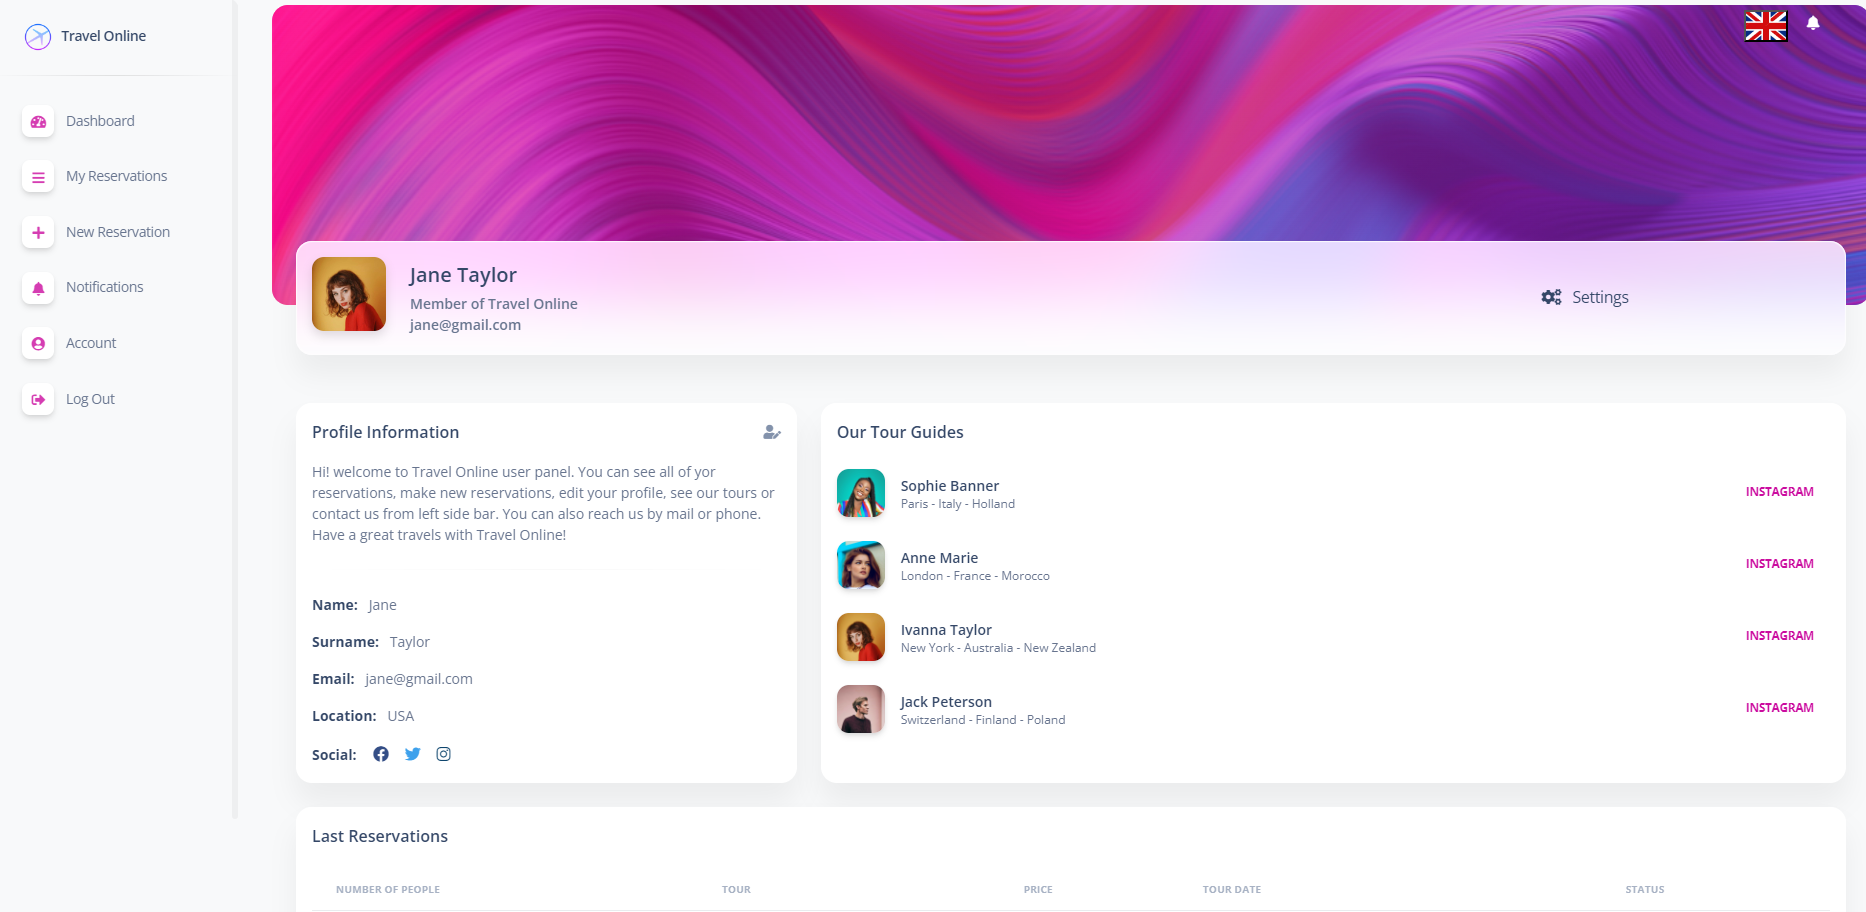 Travel Online
Dashboard
My Reservations
New Reservation
Notifications
Account
Log Out
Jane Taylor
Member of Travel Online
jane@gmail.com
Settings
Profile Information
Hi! welcome to Travel Online user panel. You can see all of yor
reservations, make new reservations, edit your profile, see our tours or
contact us from left side bar. You can also reach us by mail or phone.
Have a great travels with Travel Online!
Name: Jane
Surname: Taylor
Email: jane@gmail.com
Location: USA
Social:
Our Tour Guides
Sophie Banner
Paris - Italy - Holland
INSTAGRAM
Anne Marie
London - France - Morocco
INSTAGRAM
Ivanna Taylor
New York - Australia - New Zealand
INSTAGRAM
Jack Peterson
Switzerland - Finland - Poland
INSTAGRAM
Last Reservations
NUMBER OF PEOPLE TOUR PRICE TOUR DATE STATUS